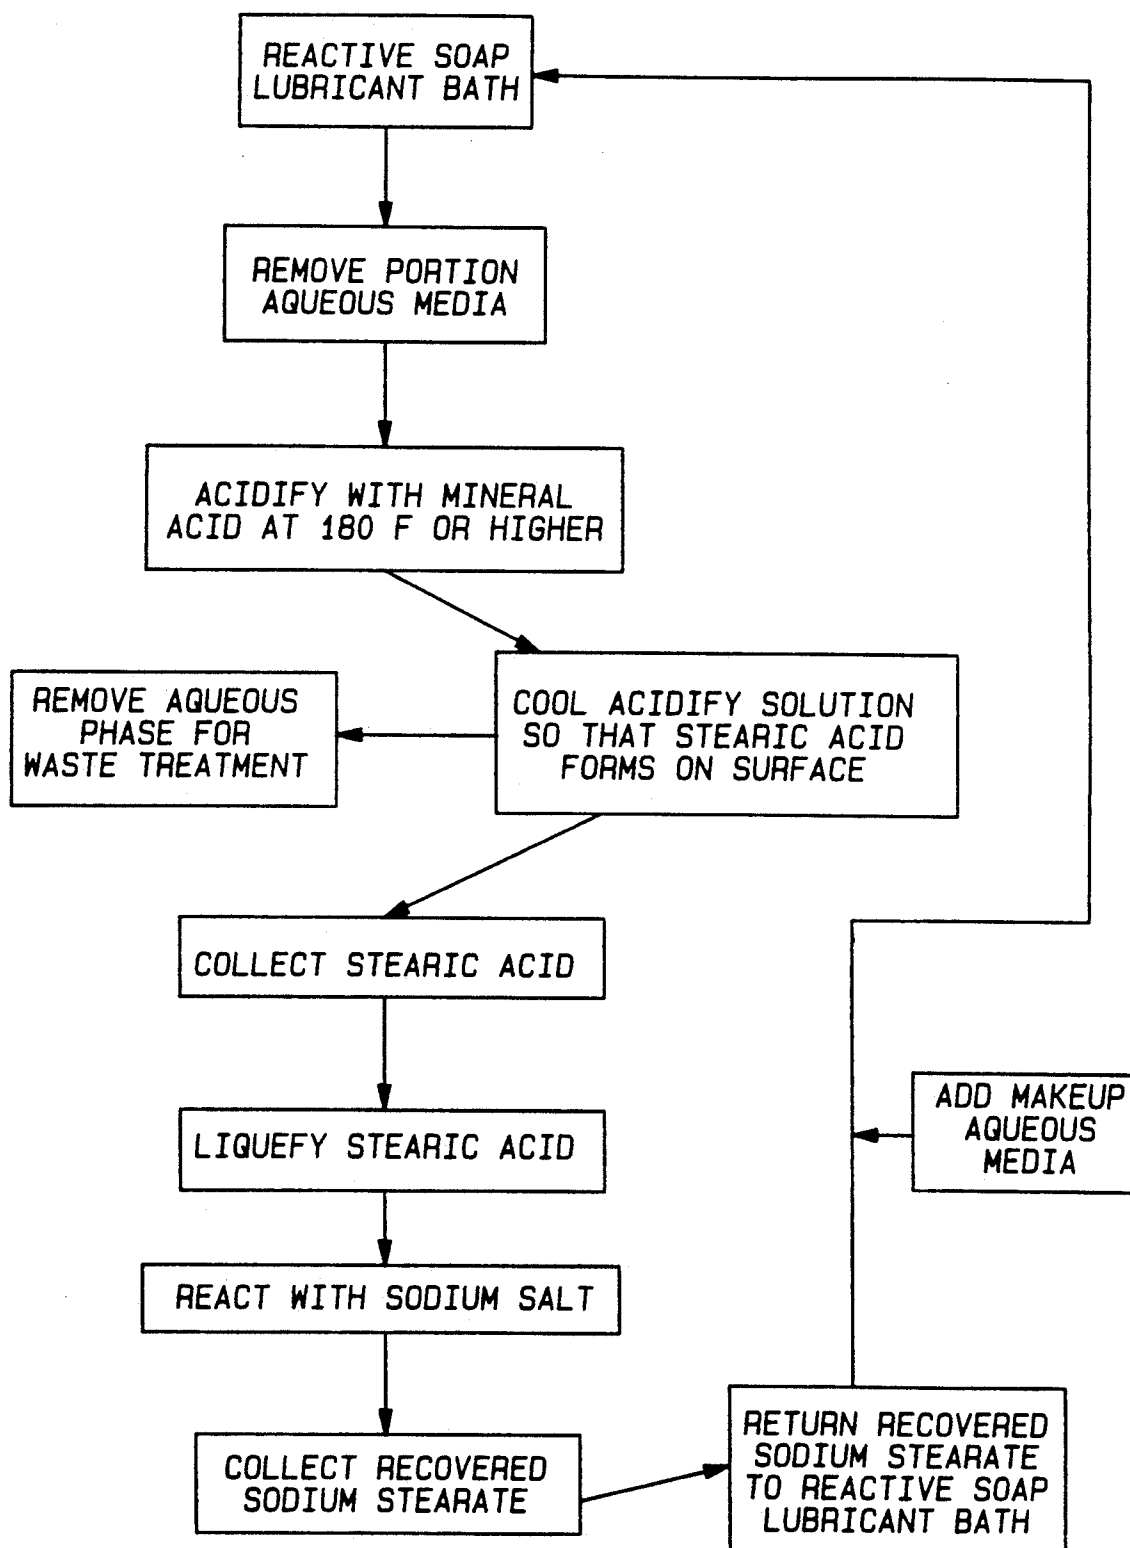 REACTIVE SOAP
LUBRICANT BATH
REMOVE PORTION
AQUEOUS MEDIA
ACIDIFY WITH MINERAL
ACID AT 180 F OR HIGHER
COOL ACIDIFY SOLUTION
SO THAT STEARIC ACID
FORMS ON SURFACE
REMOVE AQUEOUS
PHASE FOR
WASTE TREATMENT
COLLECT STEARIC ACID
LIQUEFY STEARIC ACID
REACT WITH SODIUM SALT
COLLECT RECOVERED
SODIUM STEARATE
RETURN RECOVERED
SODIUM STEARATE
TO REACTIVE SOAP
LUBRICANT BATH
ADD MAKEUP
AQUEOUS
MEDIA